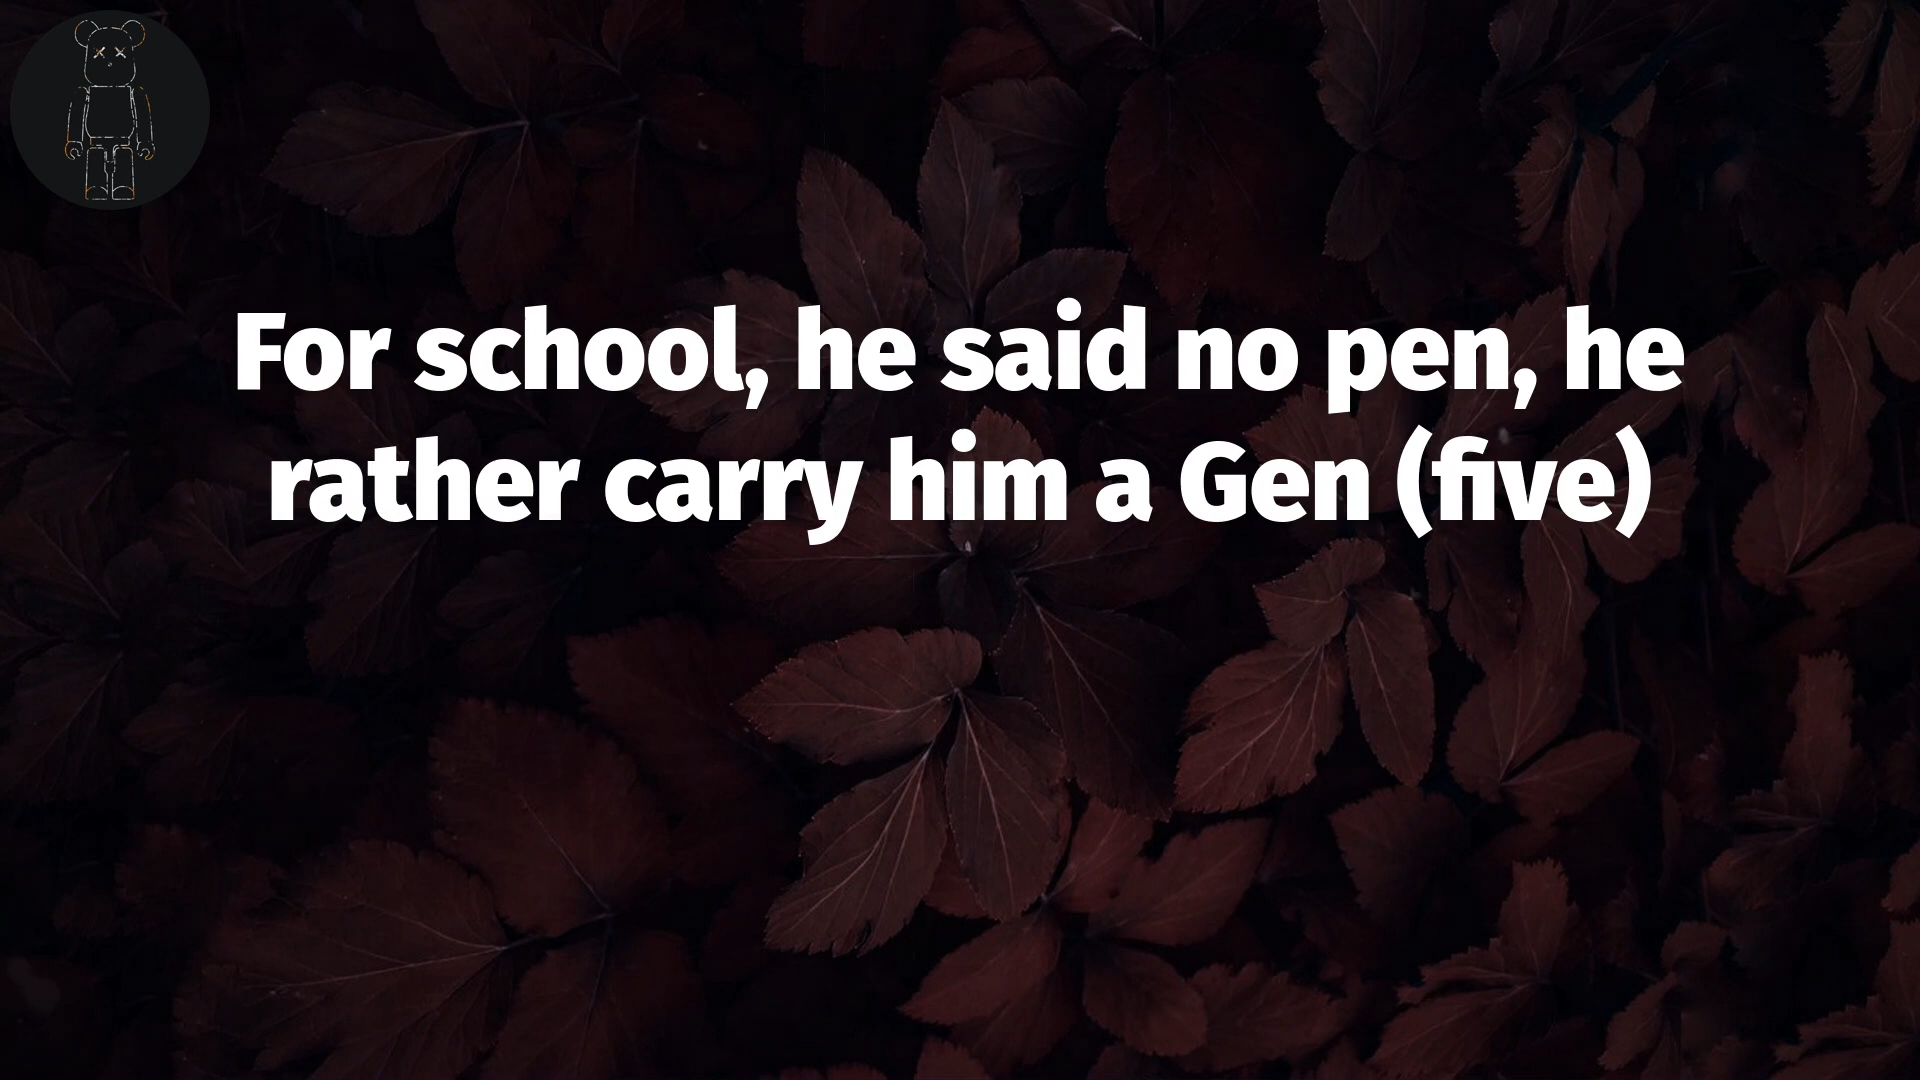 For school, he said no pen, he
rather carry him a Gen (five)